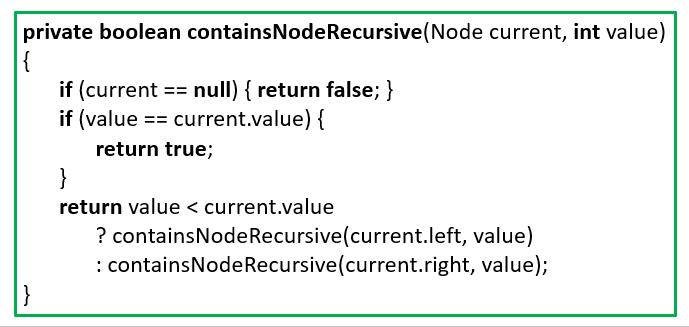 private boolean containsNodeRecursive(Node current, int value)
{
if (current == null) { return false; }
if (value == current.value) {
return true;
}
return value < current.value
? containsNodeRecursive(current.left, value)
: containsNodeRecursive(current.right, value);
}